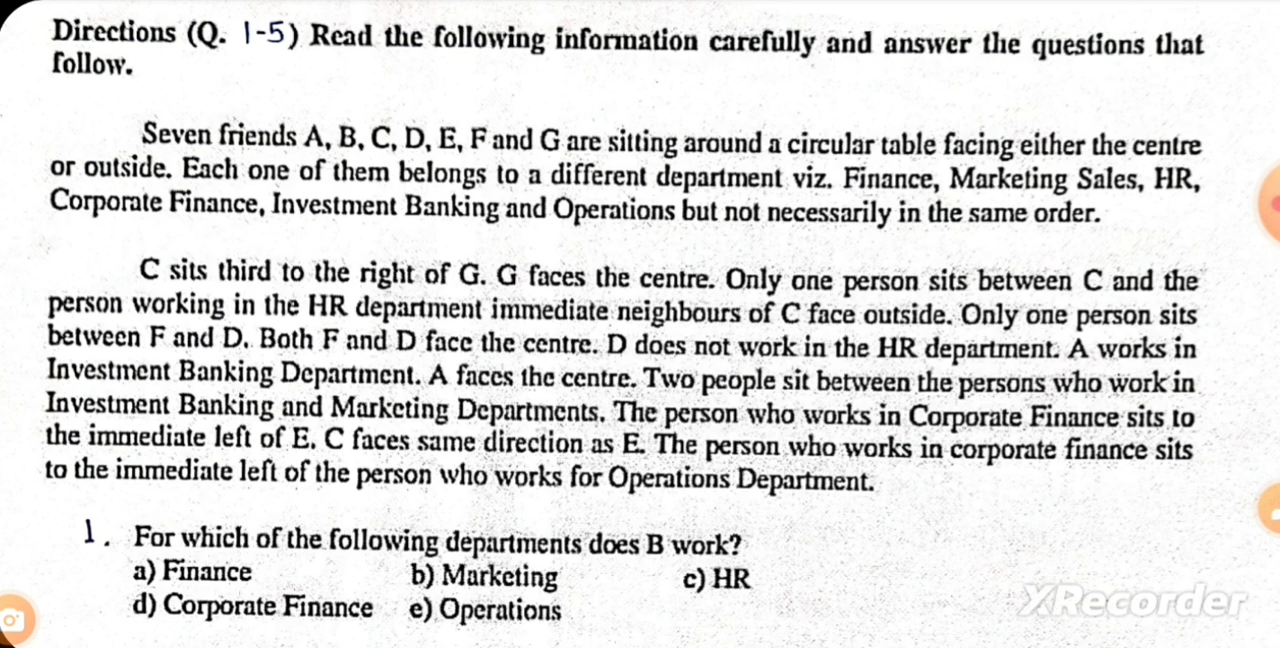 Directions (Q. 1-5) Read the following information carefully and answer the questions that
follow.
Seven friends A, B, C, D, E, F and G are sitting around a circular table facing either the centre
or outside. Each one of them belongs to a different department viz. Finance, Marketing Sales, HR,
Corporate Finance, Investment Banking and Operations but not necessarily in the same order.
C sits third to the right of G. G faces the centre. Only one person sits between C and the
person working in the HR department immediate neighbours of C face outside. Only one person sits
between F and D. Both F and D face the centre. D does not work in the HR department. A works in
Investment Banking Department. A faces the centre. Two people sit between the persons who work in
Investment Banking and Marketing Departments. The person who works in Corporate Finance sits to
the immediate left of E. C faces same direction as E. The person who works in corporate finance sits
to the immediate left of the person who works for Operations Department.
1. For which of the following departments does B work?
a) Finance b) Marketing c) HR
d) Corporate Finance e) Operations
XRecorder